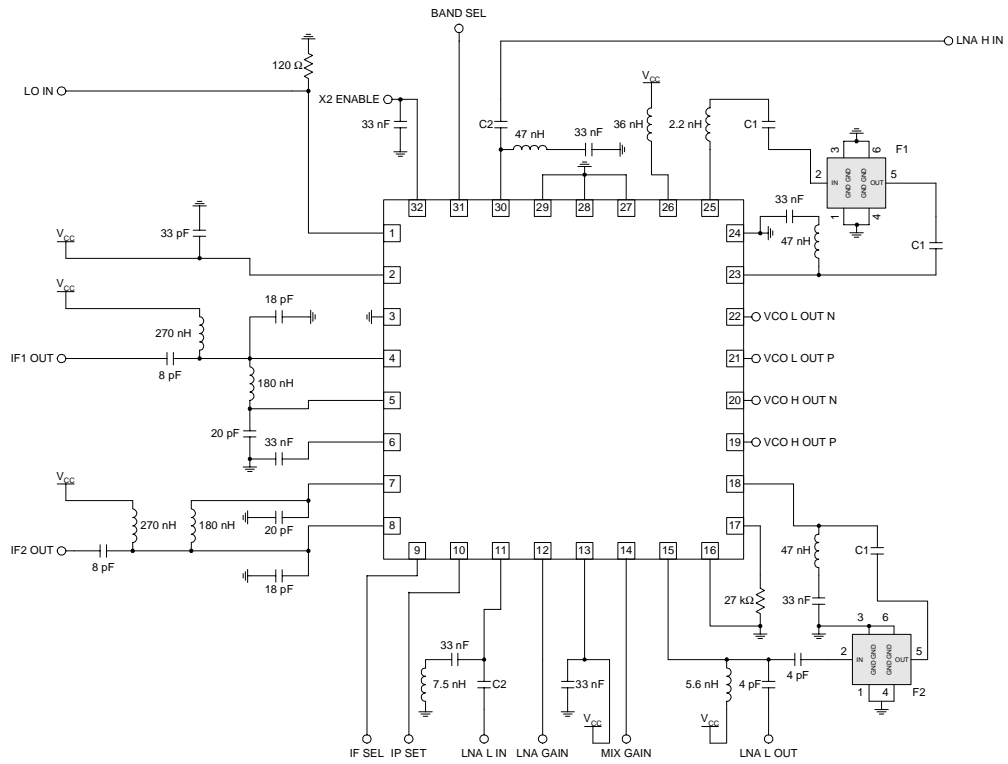 BAND SEL
LNA H IN
120 Ω
LO IN
X2 ENABLE
33 nF
C2
47 nH
33 nF
VCC
36 nH
2.2 nH
C1
3
6
F1
2
IN
GND
GND
GND
GND
OUT
5
1
4
33 nF
47 nH
C1
32
31
30
29
28
27
26
25
33 pF
VCC
1
2
3
4
5
6
7
8
24
23
22
VCO L OUT N
21
VCO L OUT P
20
VCO H OUT N
19
VCO H OUT P
18
17
VCC
18 pF
270 nH
IF1 OUT
8 pF
180 nH
20 pF
33 nF
VCC
270 nH
180 nH
20 pF
IF2 OUT
8 pF
18 pF
9
10
11
12
13
14
15
16
47 nH
C1
27 kΩ
33 nF
3
6
2
IN
GND
GND
GND
GND
OUT
5
1
4
F2
33 nF
7.5 nH
C2
33 nF
VCC
5.6 nH
4 pF
4 pF
VCC
IF SEL
IP SET
LNA L IN
LNA GAIN
MIX GAIN
LNA L OUT